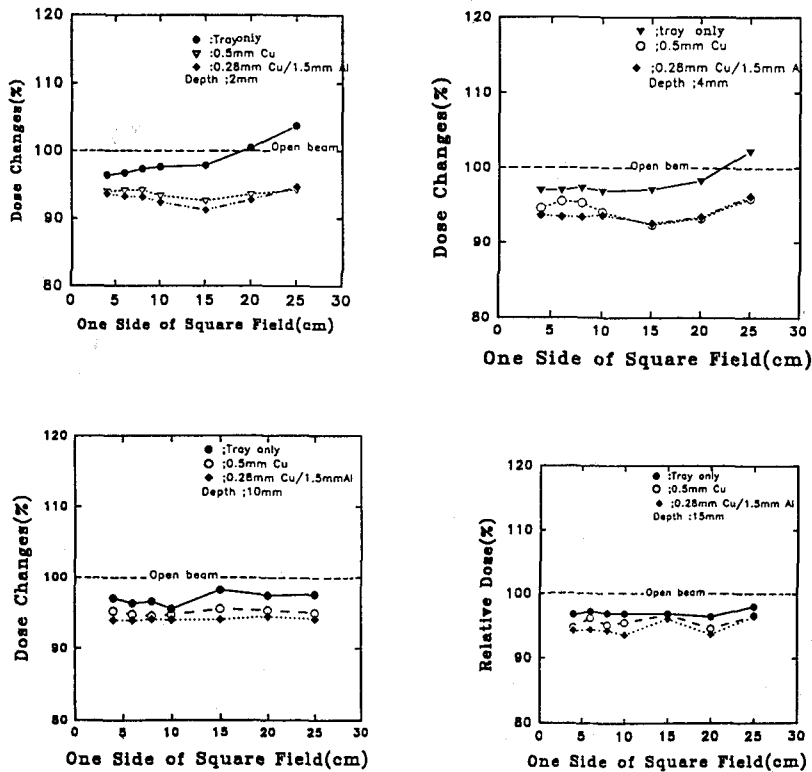 120
● :Tray only
▽ :0.5mm Cu
◆ :0.28mm Cu/1.5mm Al
Depth ;2mm
110
100
Open beam
90
80
0 5 10 15 20 25 30
Dose Changes(%)
One Side of Square Field(cm)
120
▼ ;tray only
○ ;0.5mm Cu
◆ ;0.28mm Cu/1.5mm A
Depth ;4mm
110
100
Open beam
90
80
0 5 10 15 20 25 30
Dose Changes(%)
One Side of Square Field(cm)
120
● ;Tray only
○ ;0.5mm Cu
◆ ;0.28mm Cu/1.5mmAl
Depth ;10mm
110
100
Open beam
90
80
0 5 10 15 20 25 30
Dose Changes(%)
One Side of Square Field(cm)
120
● :Tray only
○ ;0.5mm Cu
◆ ;0.28mm Cu/1.5mm Al
Depth :15mm
110
100
Open beam
90
80
0 5 10 15 20 25 30
Relative Dose(%)
One Side of Square Field(cm)